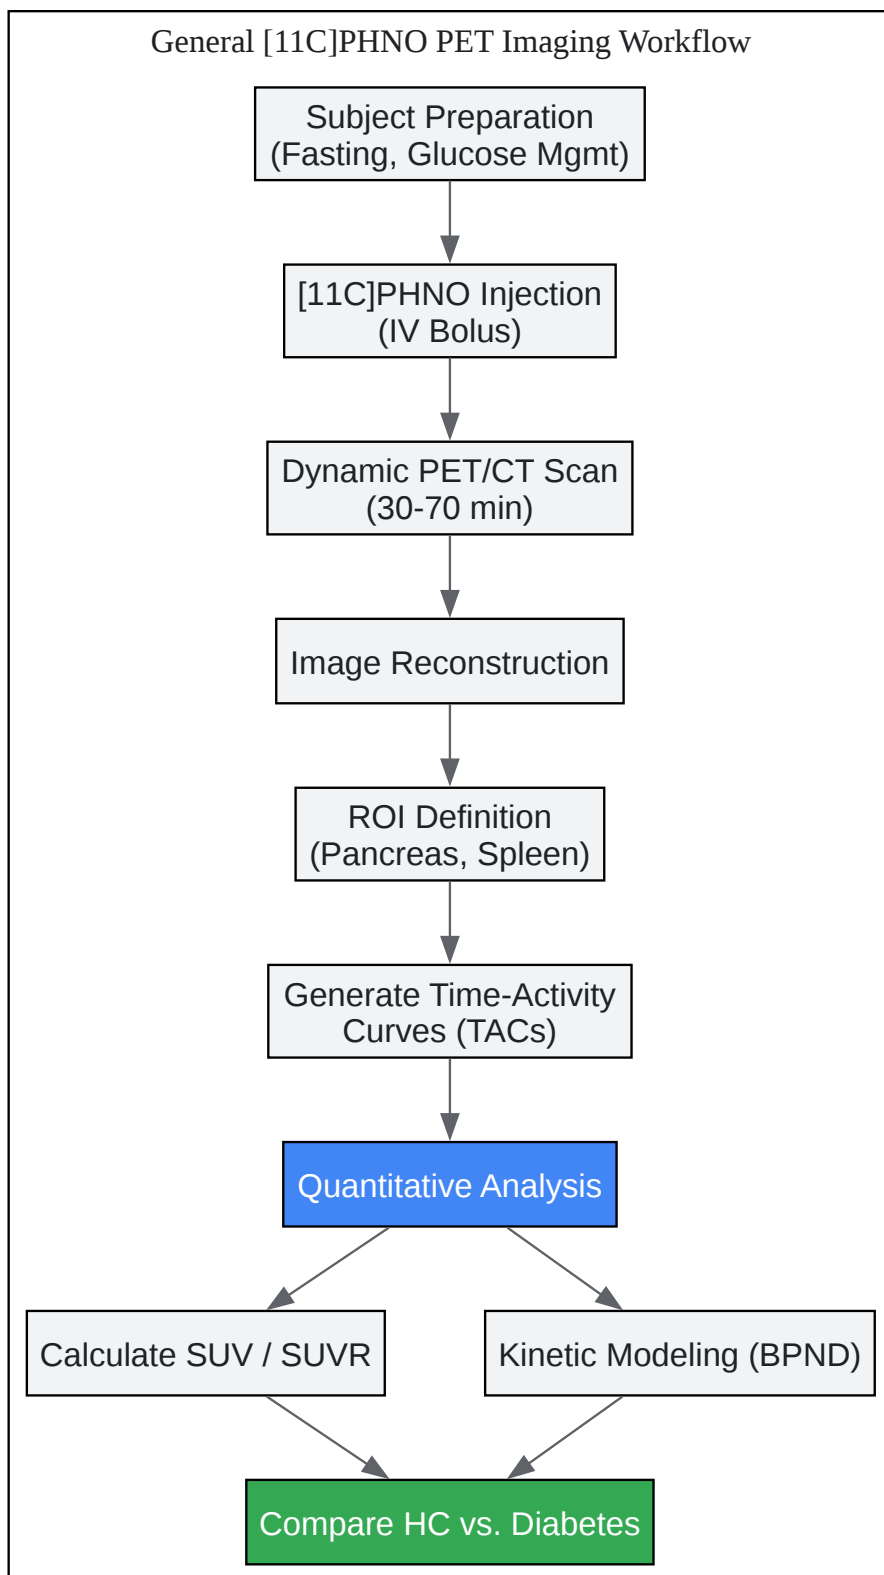 General [11C]PHNO PET Imaging Workflow
Subject Preparation
(Fasting, Glucose Mgmt)
[11C]PHNO Injection
(IV Bolus)
Dynamic PET/CT Scan
(30-70 min)
Image Reconstruction
ROI Definition
(Pancreas, Spleen)
Generate Time-Activity
Curves (TACs)
Quantitative Analysis
Calculate SUV / SUVR
Kinetic Modeling (BPND)
Compare HC vs. Diabetes